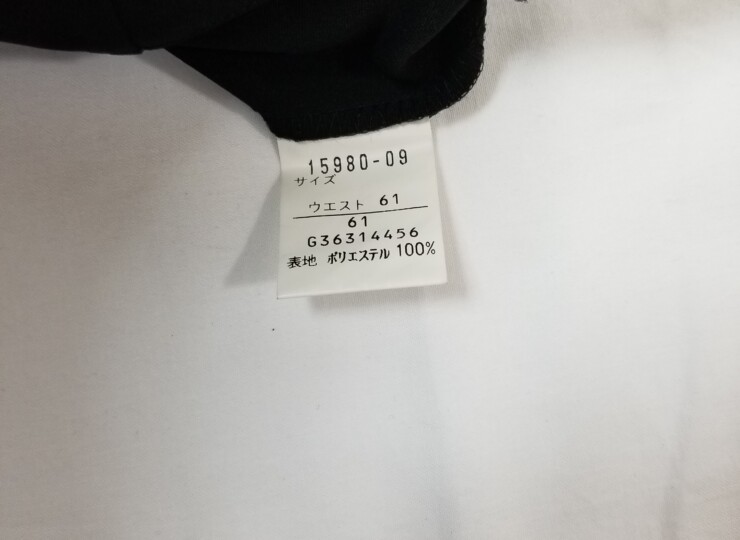 15980-09
サイズ
ウエスト 61
61
G36314456
表地 ポリエステル 100%